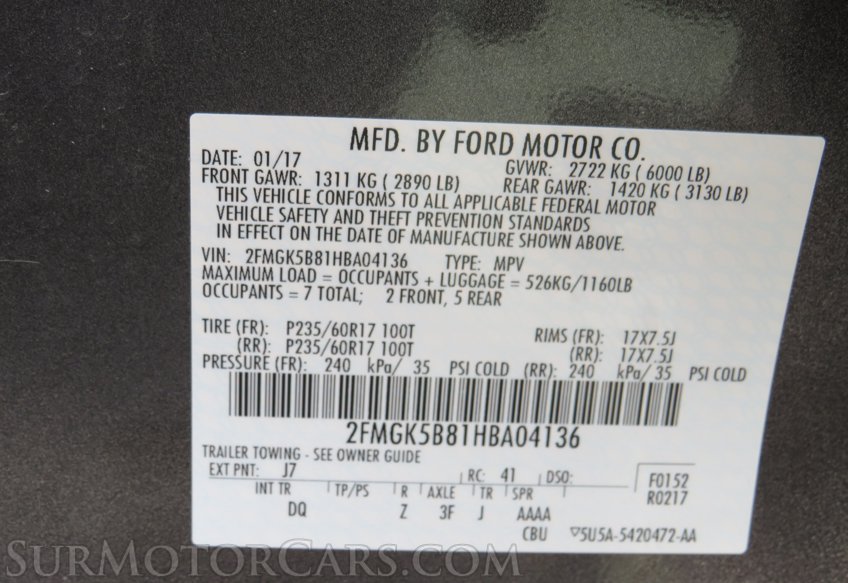 MFD. BY FORD MOTOR CO.
DATE: 01/17 GVWR: 2722 KG ( 6000 LB)
FRONT GAWR: 1311 KG ( 2890 LB) REAR GAWR: 1420 KG ( 3130 LB)
THIS VEHICLE CONFORMS TO ALL APPLICABLE FEDERAL MOTOR
VEHICLE SAFETY AND THEFT PREVENTION STANDARDS
IN EFFECT ON THE DATE OF MANUFACTURE SHOWN ABOVE.
VIN: 2FMGK5B81HBA04136 TYPE: MPV
MAXIMUM LOAD = OCCUPANTS + LUGGAGE = 526KG/1160LB
OCCUPANTS = 7 TOTAL; 2 FRONT, 5 REAR
TIRE (FR): P235/60R17 100T RIMS (FR): 17X7.5J
(RR): P235/60R17 100T (RR): 17X7.5J
PRESSURE (FR): 240 kPa/ 35 PSI COLD (RR): 240 kPa/ 35 PSI COLD
2FMGK5B81HBA04136
TRAILER TOWING - SEE OWNER GUIDE
EXT PNT: J7 RC: 41 DSO: F0152
R0217
INT TR TP/PS R AXLE TR SPR
DQ Z 3F J AAAA
CBU ▽5U5A-5420472-AA
SURMOTORCARS.COM